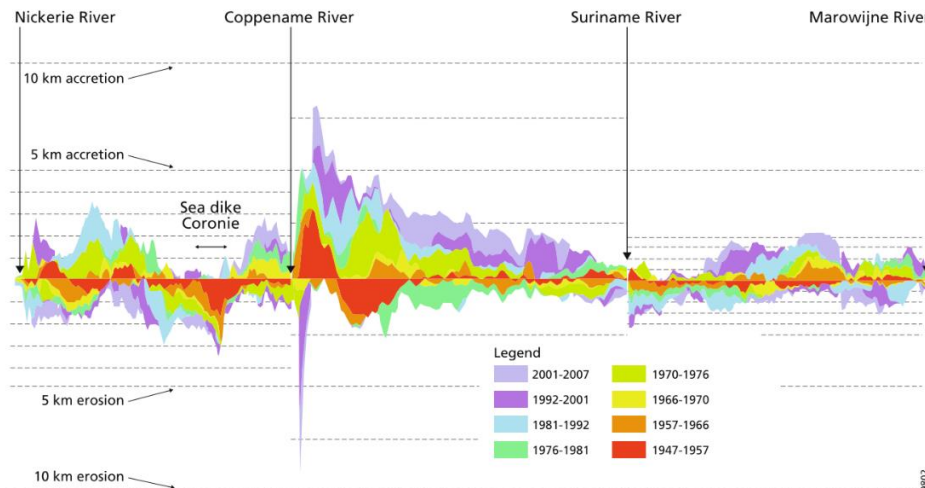 Nickerie River
Coppename River
Suriname River
Marowijne River
10 km accretion
5 km accretion
Sea dike
Coronie
Legend
2001-2007
1970-1976
1992-2001
1966-1970
1981-1992
1957-1966
1976-1981
1947-1957
5 km erosion
10 km erosion